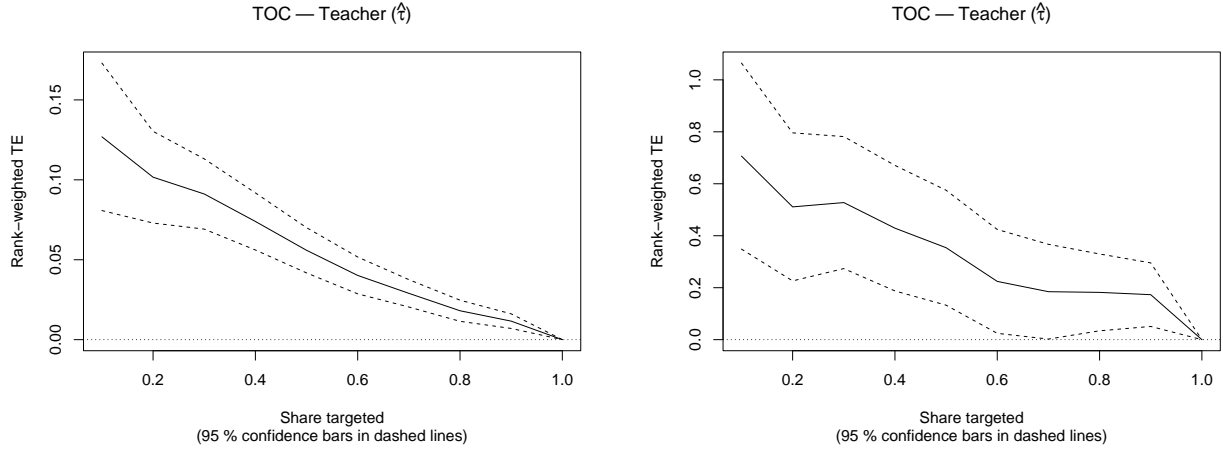 TOC — Teacher (τ̂)
Rank−weighted TE
0.15
0.10
0.05
0.00
0.2 0.4 0.6 0.8 1.0
Share targeted
(95 % confidence bars in dashed lines)
TOC — Teacher (τ̂)
Rank−weighted TE
1.0
0.8
0.6
0.4
0.2
0.0
0.2 0.4 0.6 0.8 1.0
Share targeted
(95 % confidence bars in dashed lines)